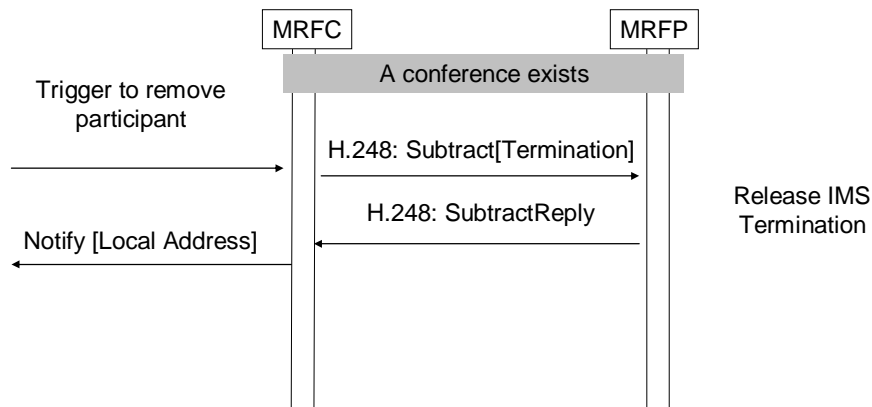 MRFC
MRFP
A conference exists
Trigger to remove
participant
H.248: Subtract[Termination]
H.248: SubtractReply
Release IMS
Termination
Notify [Local Address]